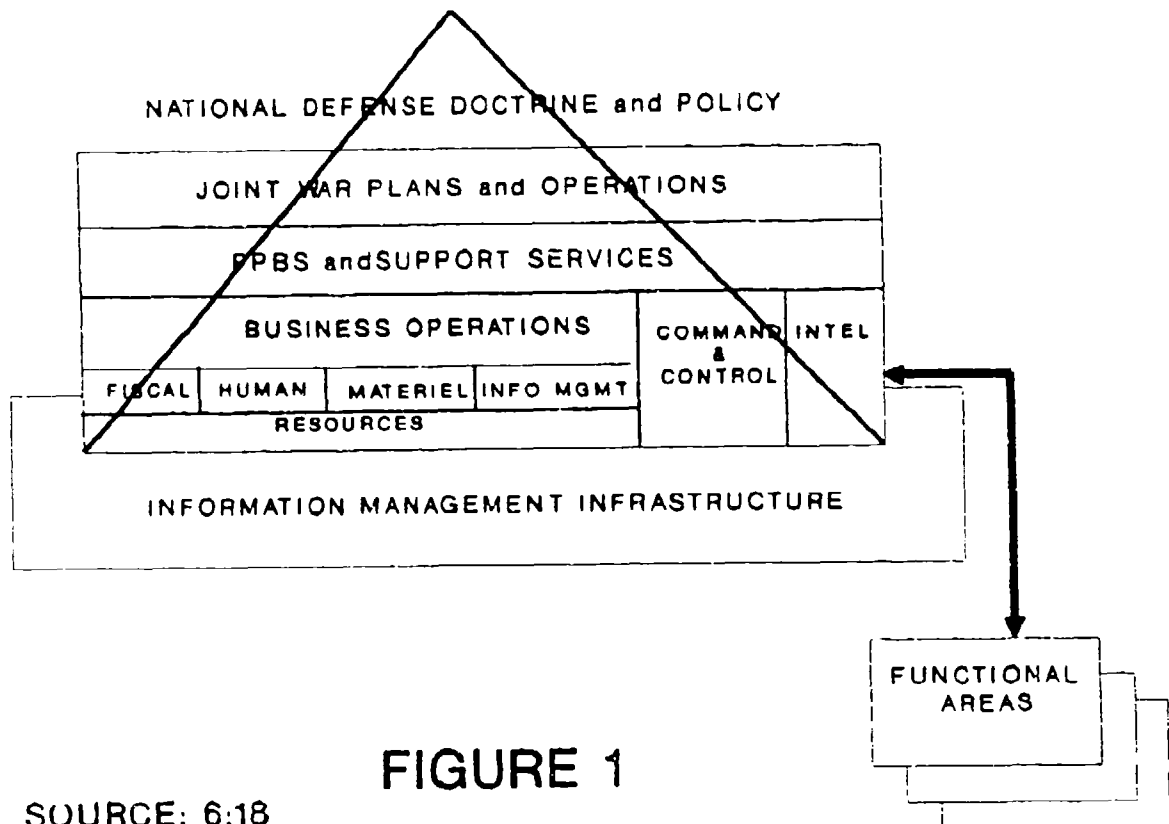 NATIONAL DEFENSE DOCTRINE and POLICY
JOINT WAR PLANS and OPERATIONS
PPBS andSUPPORT SERVICES
BUSINESS OPERATIONS
COMMAND
&
CONTROL
INTEL
FISCAL HUMAN MATERIEL INFO MGMT
RESOURCES
INFORMATION MANAGEMENT INFRASTRUCTURE
FUNCTIONAL
AREAS
FIGURE 1
SOURCE: 6:18